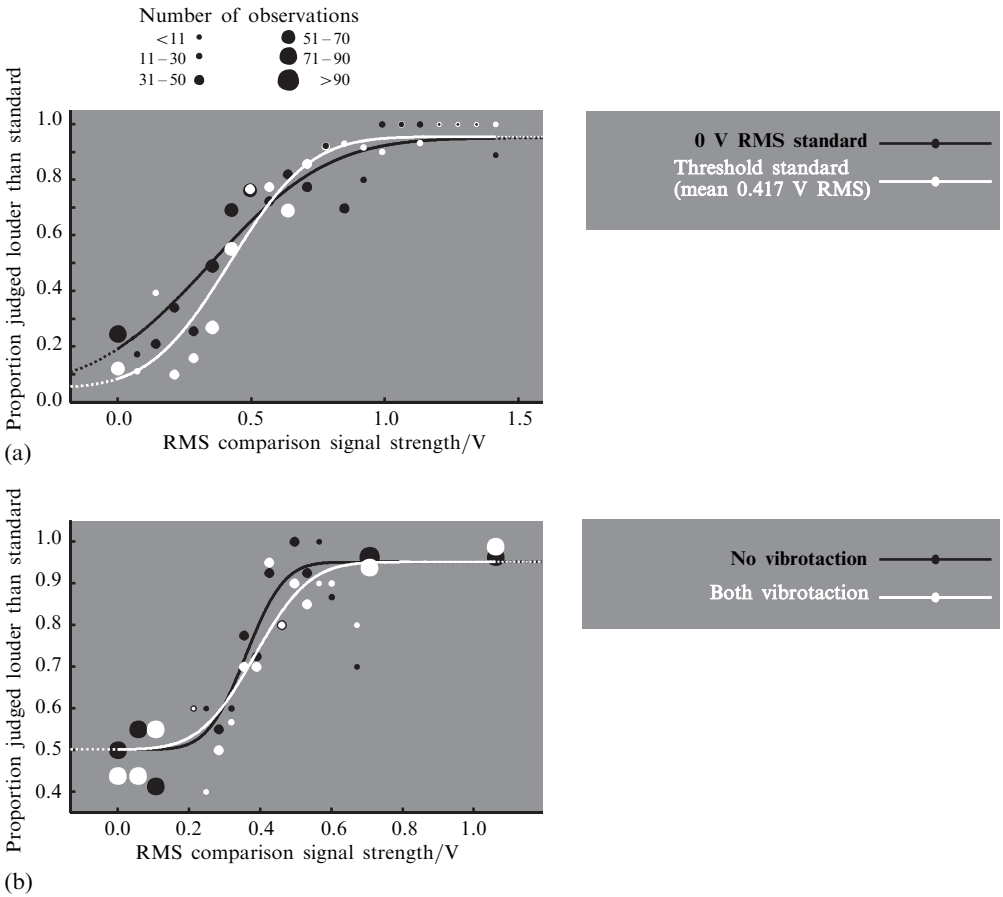 Number of observations
<11 51–70
11–30 71–90
31–50 >90
Proportion judged louder than standard
1.0
0.8
0.6
0.4
0.2
0.0
0.0 0.5 1.0 1.5
RMS comparison signal strength/V
(a)
0 V RMS standard
Threshold standard
(mean 0.417 V RMS)
Proportion judged louder than standard
1.0
0.9
0.8
0.7
0.6
0.5
0.4
0.0 0.2 0.4 0.6 0.8 1.0
RMS comparison signal strength/V
(b)
No vibrotaction
Both vibrotaction